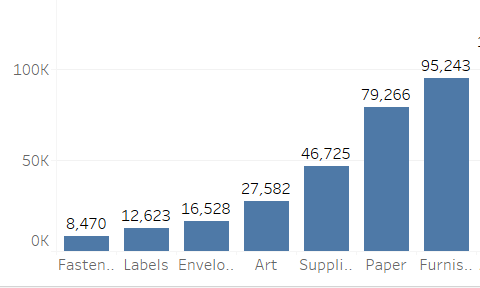 100K
50K
0K
8,470
12,623
16,528
27,582
46,725
79,266
95,243
Fasten..
Labels
Envelo..
Art
Suppli..
Paper
Furnis..